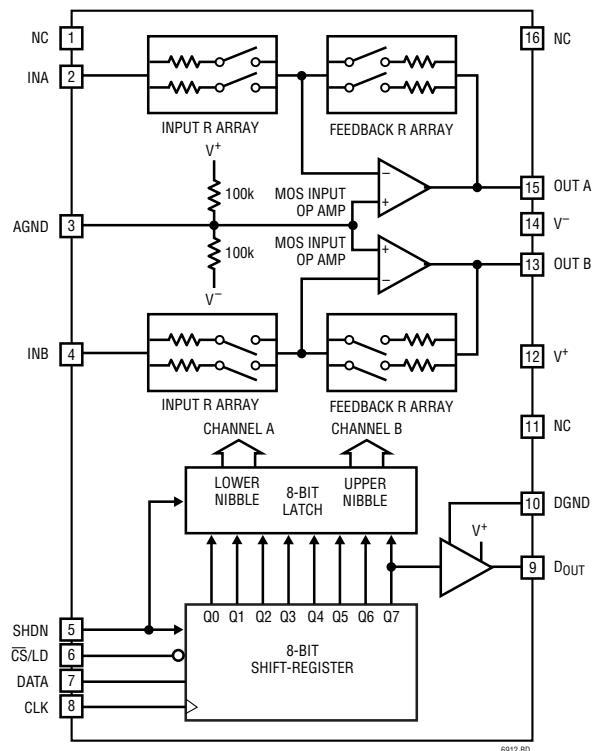 NC 1
16 NC
INA 2
INPUT R ARRAY
FEEDBACK R ARRAY
V+
100k
MOS INPUT
OP AMP
−
+
15 OUT A
AGND 3
14 V−
MOS INPUT
OP AMP
+
−
13 OUT B
100k
V−
INB 4
12 V+
INPUT R ARRAY
FEEDBACK R ARRAY
CHANNEL A
CHANNEL B
11 NC
LOWER
NIBBLE
8-BIT
LATCH
UPPER
NIBBLE
10 DGND
V+
9 DOUT
Q0 Q1 Q2 Q3 Q4 Q5 Q6 Q7
SHDN 5
C̅S̅/LD 6
DATA 7
CLK 8
8-BIT
SHIFT-REGISTER
6912 BD